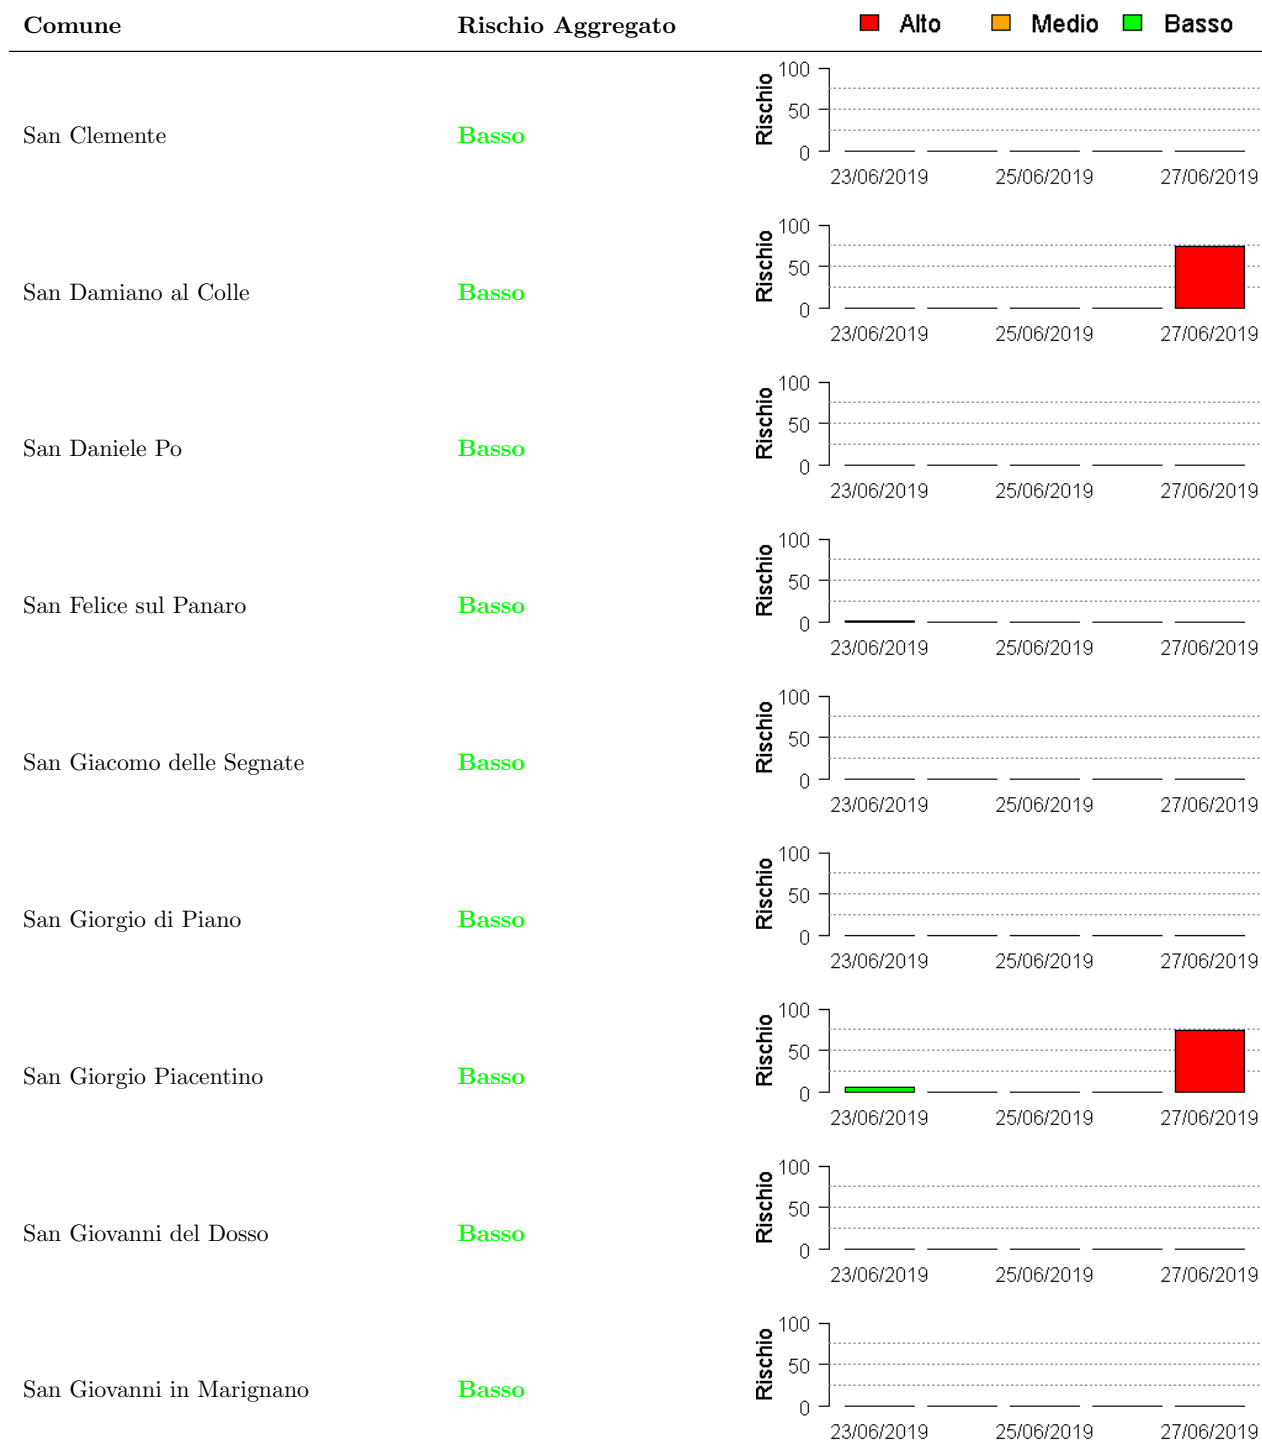 Comune Rischio Aggregato Alto Medio Basso
San Clemente Basso
Rischio
100
50
0
23/06/2019 25/06/2019 27/06/2019
San Damiano al Colle Basso
Rischio
100
50
0
23/06/2019 25/06/2019 27/06/2019
San Daniele Po Basso
Rischio
100
50
0
23/06/2019 25/06/2019 27/06/2019
San Felice sul Panaro Basso
Rischio
100
50
0
23/06/2019 25/06/2019 27/06/2019
San Giacomo delle Segnate Basso
Rischio
100
50
0
23/06/2019 25/06/2019 27/06/2019
San Giorgio di Piano Basso
Rischio
100
50
0
23/06/2019 25/06/2019 27/06/2019
San Giorgio Piacentino Basso
Rischio
100
50
0
23/06/2019 25/06/2019 27/06/2019
San Giovanni del Dosso Basso
Rischio
100
50
0
23/06/2019 25/06/2019 27/06/2019
San Giovanni in Marignano Basso
Rischio
100
50
0
23/06/2019 25/06/2019 27/06/2019